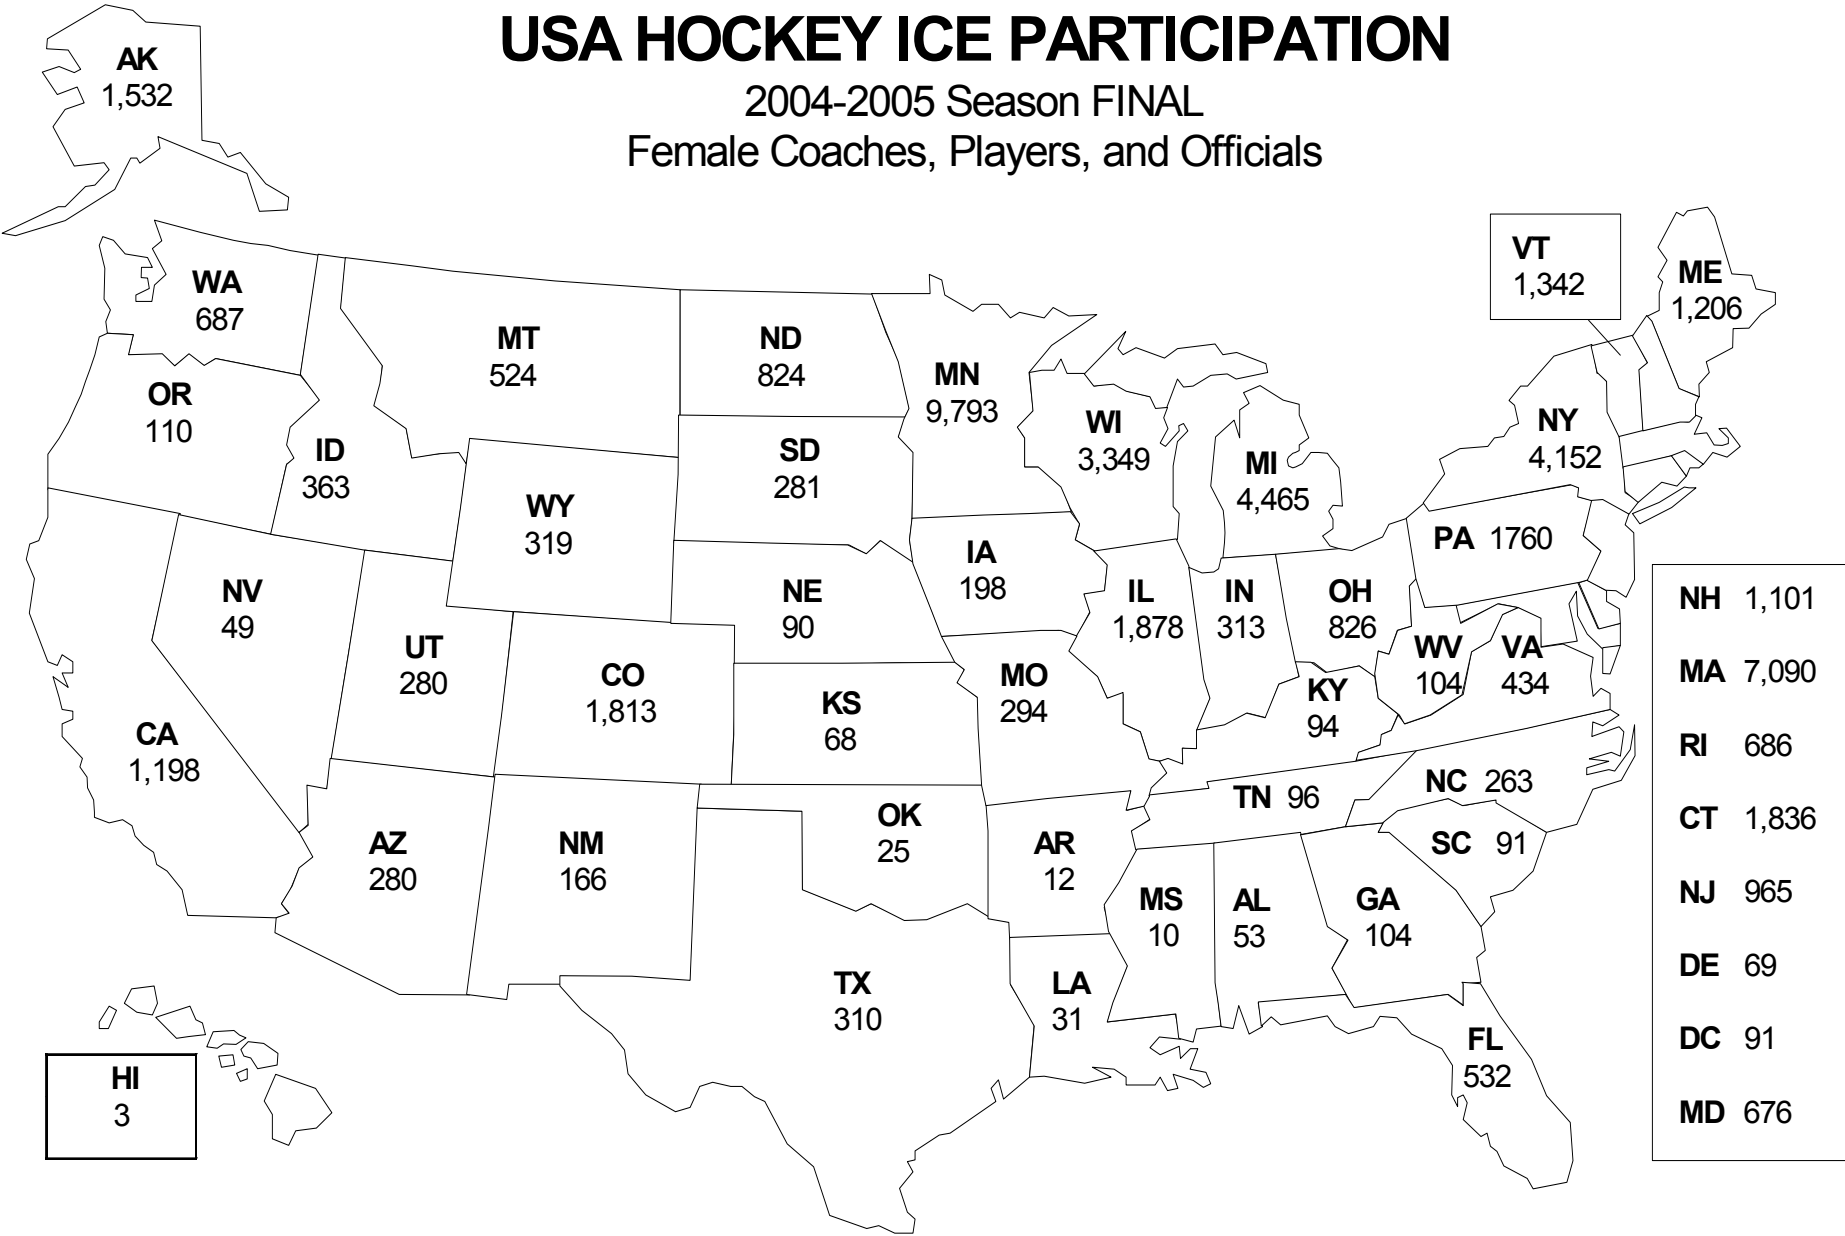 USA HOCKEY ICE PARTICIPATION
2004-2005 Season FINAL
Female Coaches, Players, and Officials
AK
1,532
VT
1,342
ME
1,206
WA
687
MT
524
ND
824
MN
9,793
OR
110
ID
363
WY
319
SD
281
WI
3,349
MI
4,465
NY
4,152
PA 1760
NV
49
UT
280
CO
1,813
NE
90
IA
198
IL
1,878
IN
313
OH
826
WV
104
VA
434
KY
94
CA
1,198
KS
68
MO
294
TN 96
NC 263
SC 91
AZ
280
NM
166
OK
25
AR
12
MS
10
AL
53
GA
104
TX
310
LA
31
FL
532
HI
3
NH 1,101
MA 7,090
RI 686
CT 1,836
NJ 965
DE 69
DC 91
MD 676